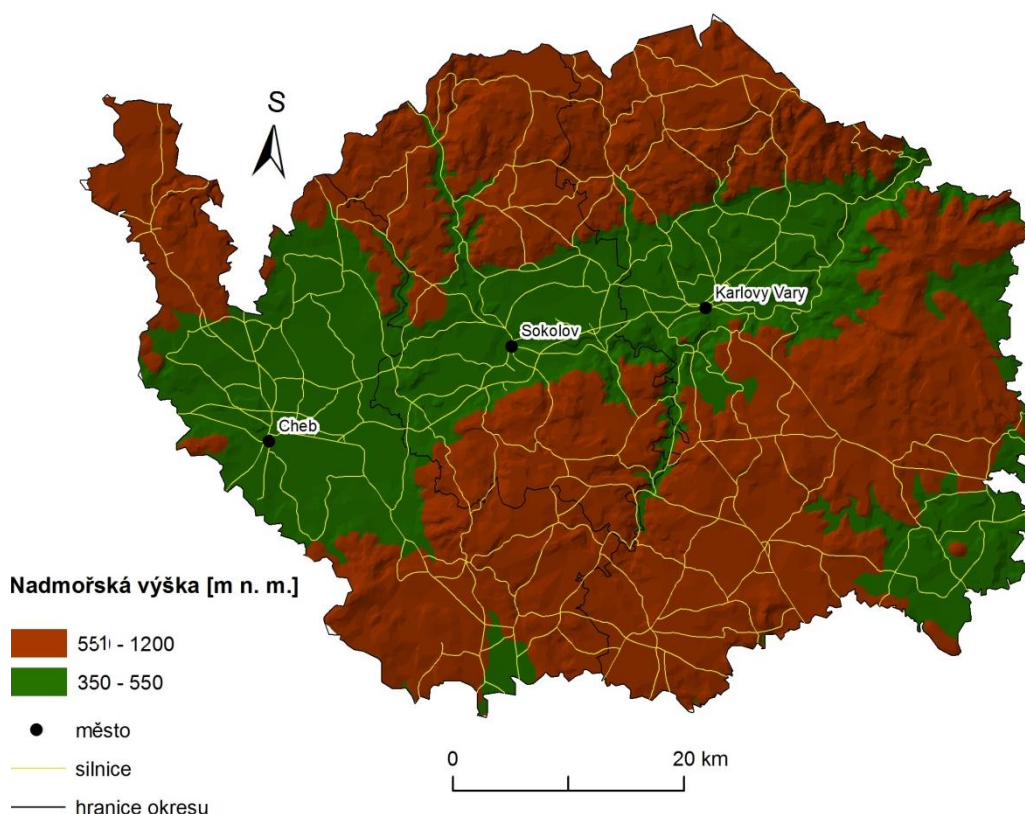 S
Karlovy Vary
Sokolov
Cheb
Nadmořská výška [m n. m.]
551 - 1200
350 - 550
město
silnice
hranice okresu
0 20 km